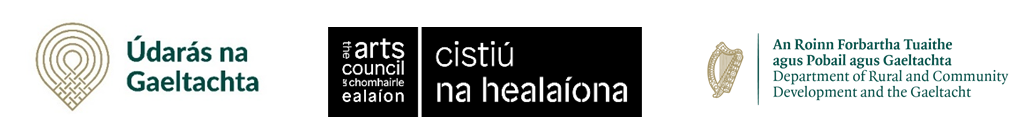 Údarás na
Gaeltachta
the arts
council
an chomhairle
ealaíon
cistiú
na healaíona
An Roinn Forbartha Tuaithe
agus Pobail agus Gaeltachta
Department of Rural and Community
Development and the Gaeltacht